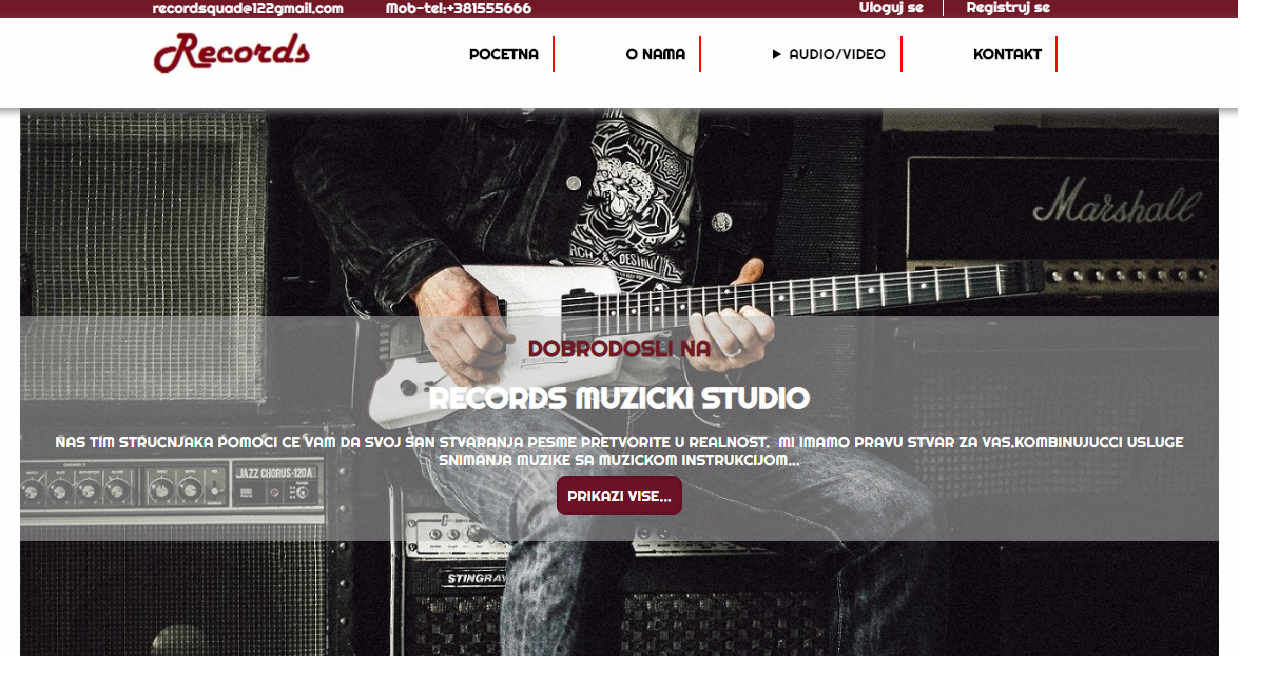 recordsquad@122gmail.com Mob-tel:+381555666 Uloguj se Registruj se
Records POCETNA O NAMA ▶ AUDIO/VIDEO KONTAKT
Marshall
DESTROY
DOBRODOSLI NA
RECORDS MUZICKI STUDIO
NAS TIM STRUCNJAKA POMOCI CE VAM DA SVOJ SAN STVARANJA PESME PRETVORITE U REALNOST. MI IMAMO PRAVU STVAR ZA VAS.KOMBINUJUCCI USLUGE
SNIMANJA MUZIKE SA MUZICKOM INSTRUKCIJOM...
JAZZ CHORUS-120A
PRIKAZI VISE...